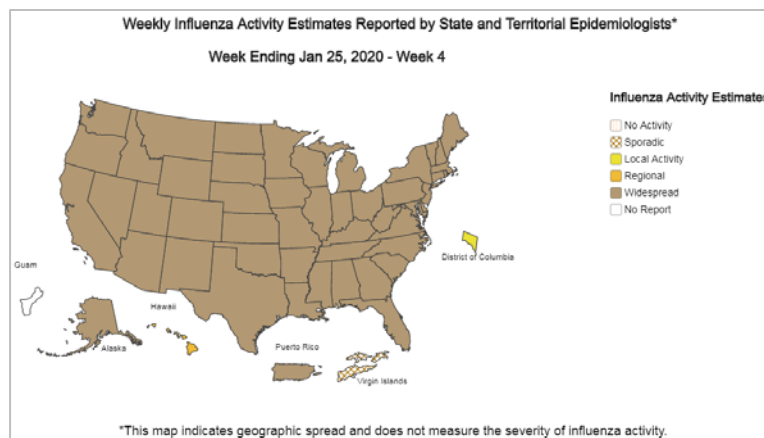 Weekly Influenza Activity Estimates Reported by State and Territorial Epidemiologists*
Week Ending Jan 25, 2020 - Week 4
Influenza Activity Estimates
No Activity
Sporadic
Local Activity
Regional
Widespread
No Report
District of Columbia
Guam
Hawaii
Alaska
Puerto Rico
Virgin Islands
*This map indicates geographic spread and does not measure the severity of influenza activity.